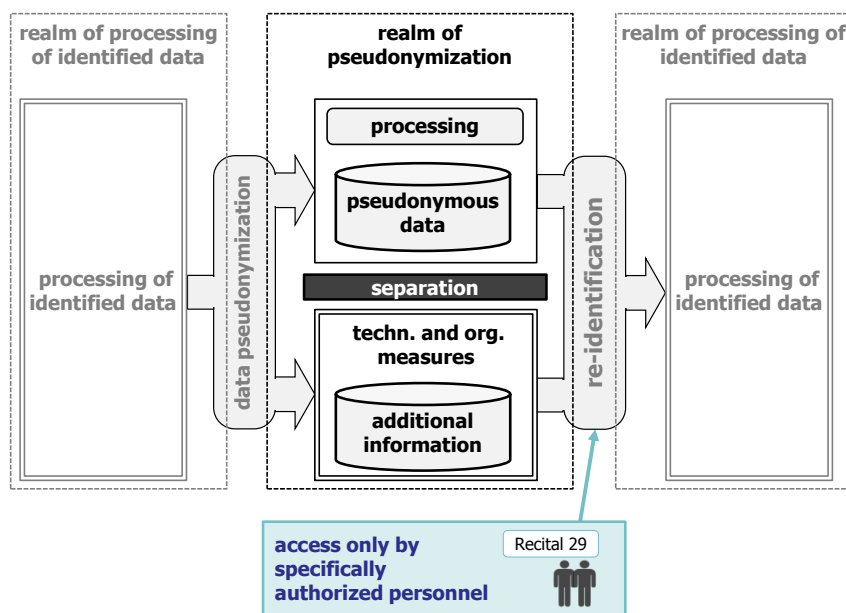 realm of processing
of identified data
processing of
identified data
data pseudonymization
realm of
pseudonymization
processing
pseudonymous
data
separation
techn. and org.
measures
additional
information
re-identification
realm of processing of
identified data
processing of
identified data
access only by
specifically
authorized personnel
Recital 29